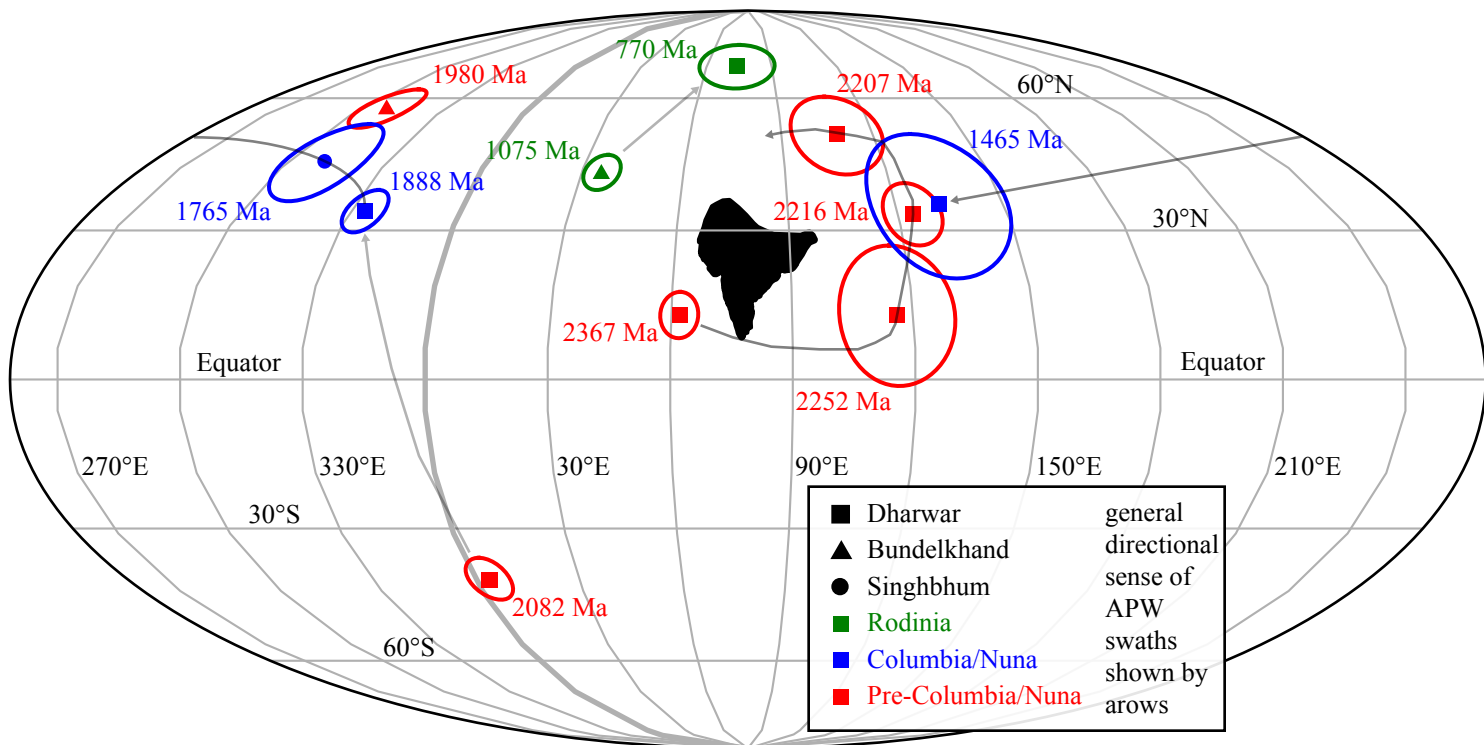 770 Ma
1980 Ma
2207 Ma
60°N
1465 Ma
1075 Ma
1888 Ma
1765 Ma
2216 Ma
30°N
2367 Ma
Equator
Equator
2252 Ma
270°E
330°E
30°E
90°E
150°E
210°E
30°S
2082 Ma
60°S
Dharwar
Bundelkhand
Singhbhum
Rodinia
Columbia/Nuna
Pre-Columbia/Nuna
general
directional
sense of
APW
swaths
shown by
arows